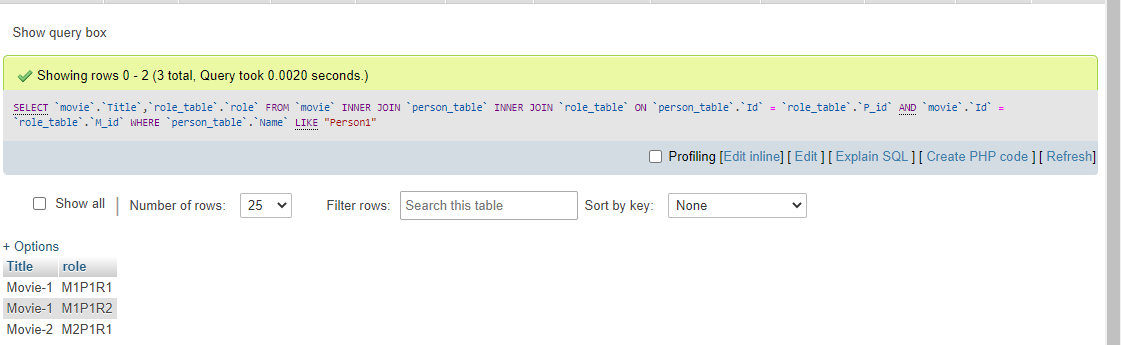 Show query box
Showing rows 0 - 2 (3 total, Query took 0.0020 seconds.)
SELECT `movie`.`Title`,`role_table`.`role` FROM `movie` INNER JOIN `person_table` INNER JOIN `role_table` ON `person_table`.`Id` = `role_table`.`P_id` AND `movie`.`Id` =
`role_table`.`M_id` WHERE `person_table`.`Name` LIKE "Person1"
Profiling [Edit inline] [ Edit ] [ Explain SQL ] [ Create PHP code ] [ Refresh]
Show all | Number of rows: 25 Filter rows: Search this table Sort by key: None
+ Options
Title role
Movie-1 M1P1R1
Movie-1 M1P1R2
Movie-2 M2P1R1